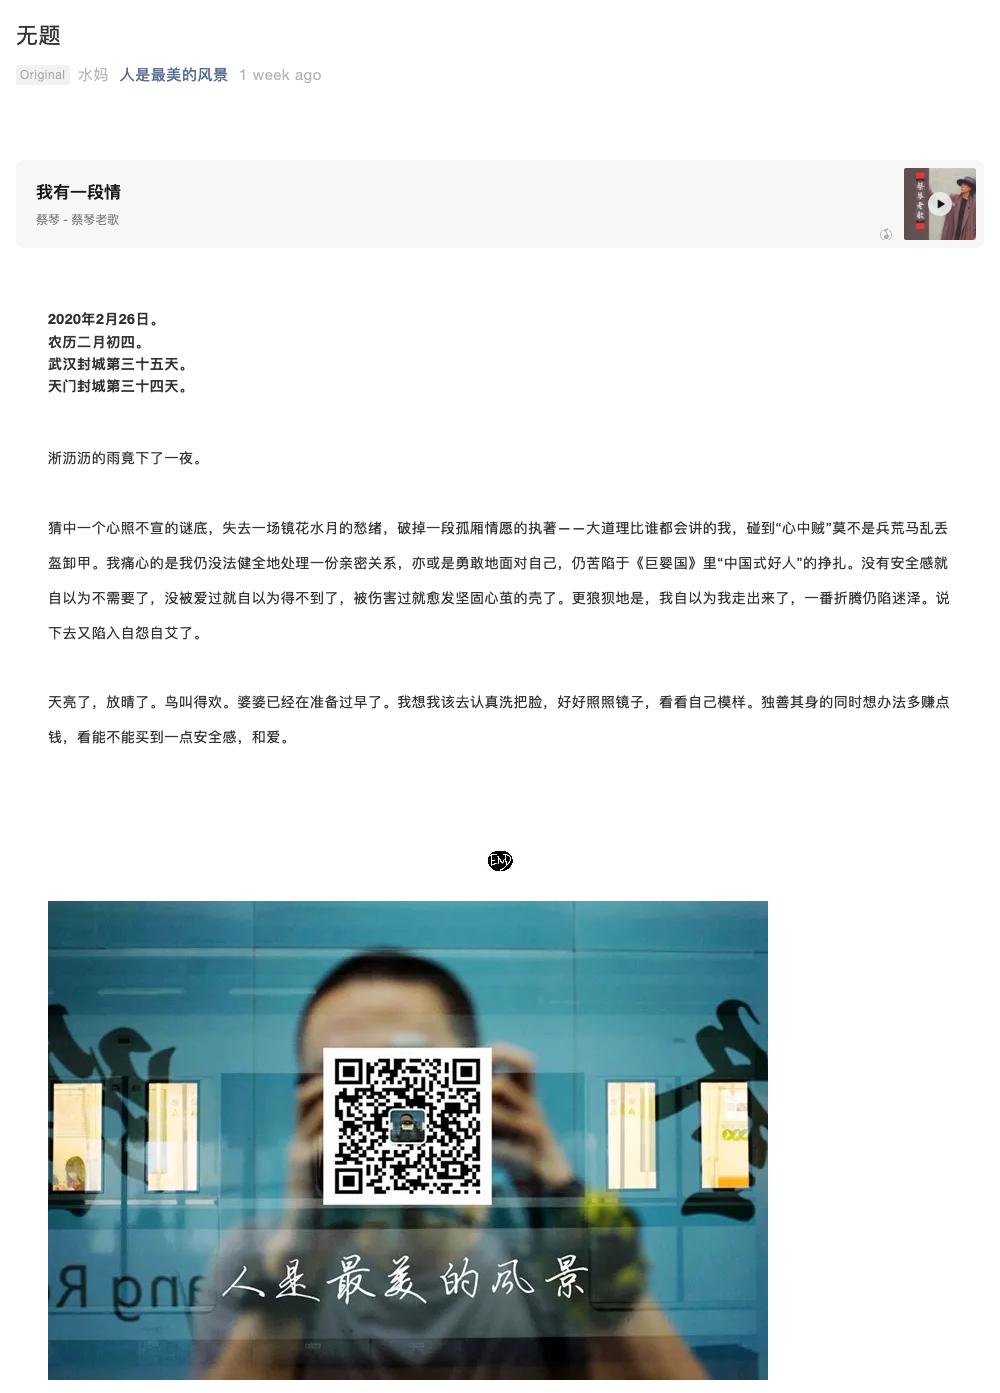 无题
Original 水妈 人是最美的风景 1 week ago
我有一段情
蔡琴 - 蔡琴老歌
蔡琴老歌
2020年2月26日。
农历二月初四。
武汉封城第三十五天。
天门封城第三十四天。
淅沥沥的雨竟下了一夜。
猜中一个心照不宣的谜底，失去一场镜花水月的愁绪，破掉一段孤厢情愿的执著——大道理比谁都会讲的我，碰到“心中贼”莫不是兵荒马乱丢
盔卸甲。我痛心的是我仍没法健全地处理一份亲密关系，亦或是勇敢地面对自己，仍苦陷于《巨婴国》里“中国式好人”的挣扎。没有安全感就
自以为不需要了，没被爱过就自以为得不到了，被伤害过就愈发坚固心茧的壳了。更狼狈地是，我自以为我走出来了，一番折腾仍陷迷泽。说
下去又陷入自怨自艾了。
天亮了，放晴了。鸟叫得欢。婆婆已经在准备过早了。我想我该去认真洗把脸，好好照照镜子，看看自己模样。独善其身的同时想办法多赚点
钱，看能不能买到一点安全感，和爱。
END
人是最美的风景